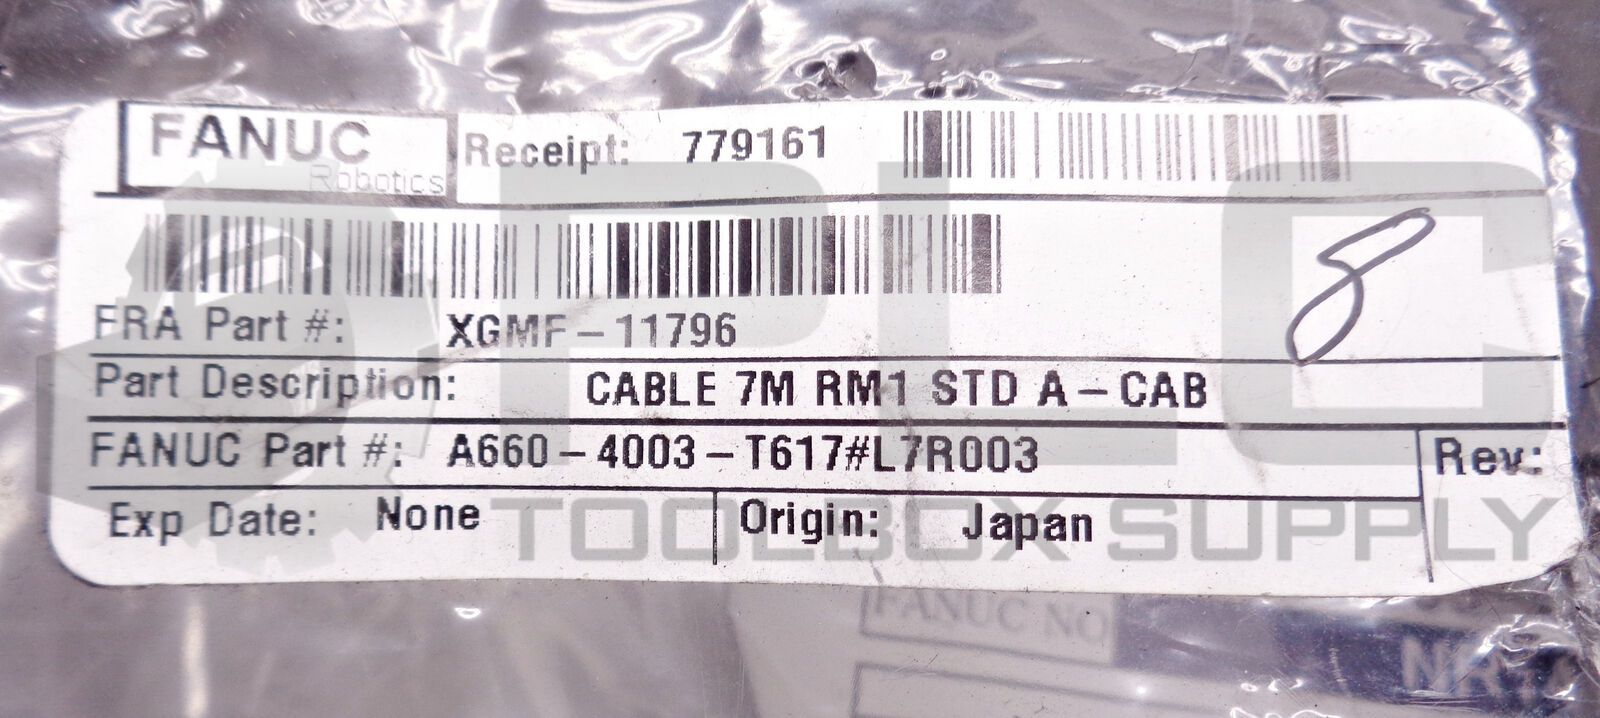 FANUC
Robotics
Receipt: 779161
8
FRA Part #: XGMF-11796
Part Description: CABLE 7M RM1 STD A-CAB
FANUC Part #: A660-4003-T617#L7R003
Rev:
Exp Date: None
Origin: Japan
PLC
TOOLBOX SUPPLY
FANUC NO